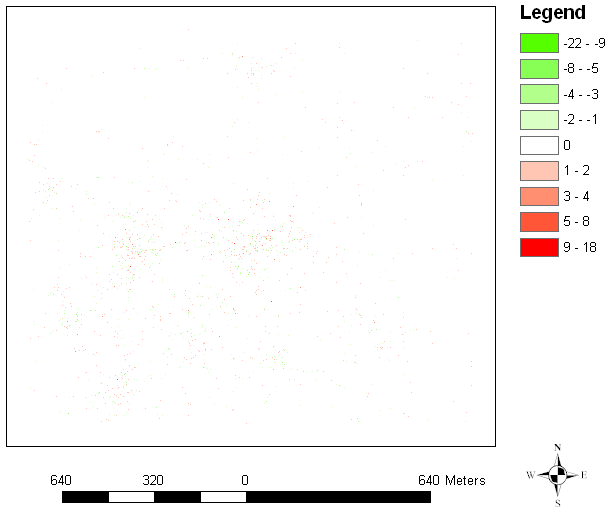 Legend
-22 - -9
-8 - -5
-4 - -3
-2 - -1
0
1 - 2
3 - 4
5 - 8
9 - 18
640 320 0 640 Meters
N
W E
S